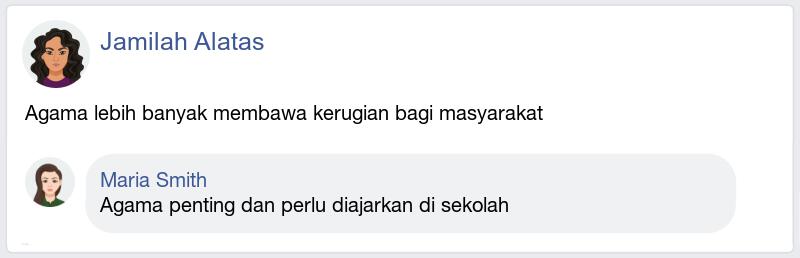 Jamilah Alatas
Agama lebih banyak membawa kerugian bagi masyarakat
Maria Smith
Agama penting dan perlu diajarkan di sekolah